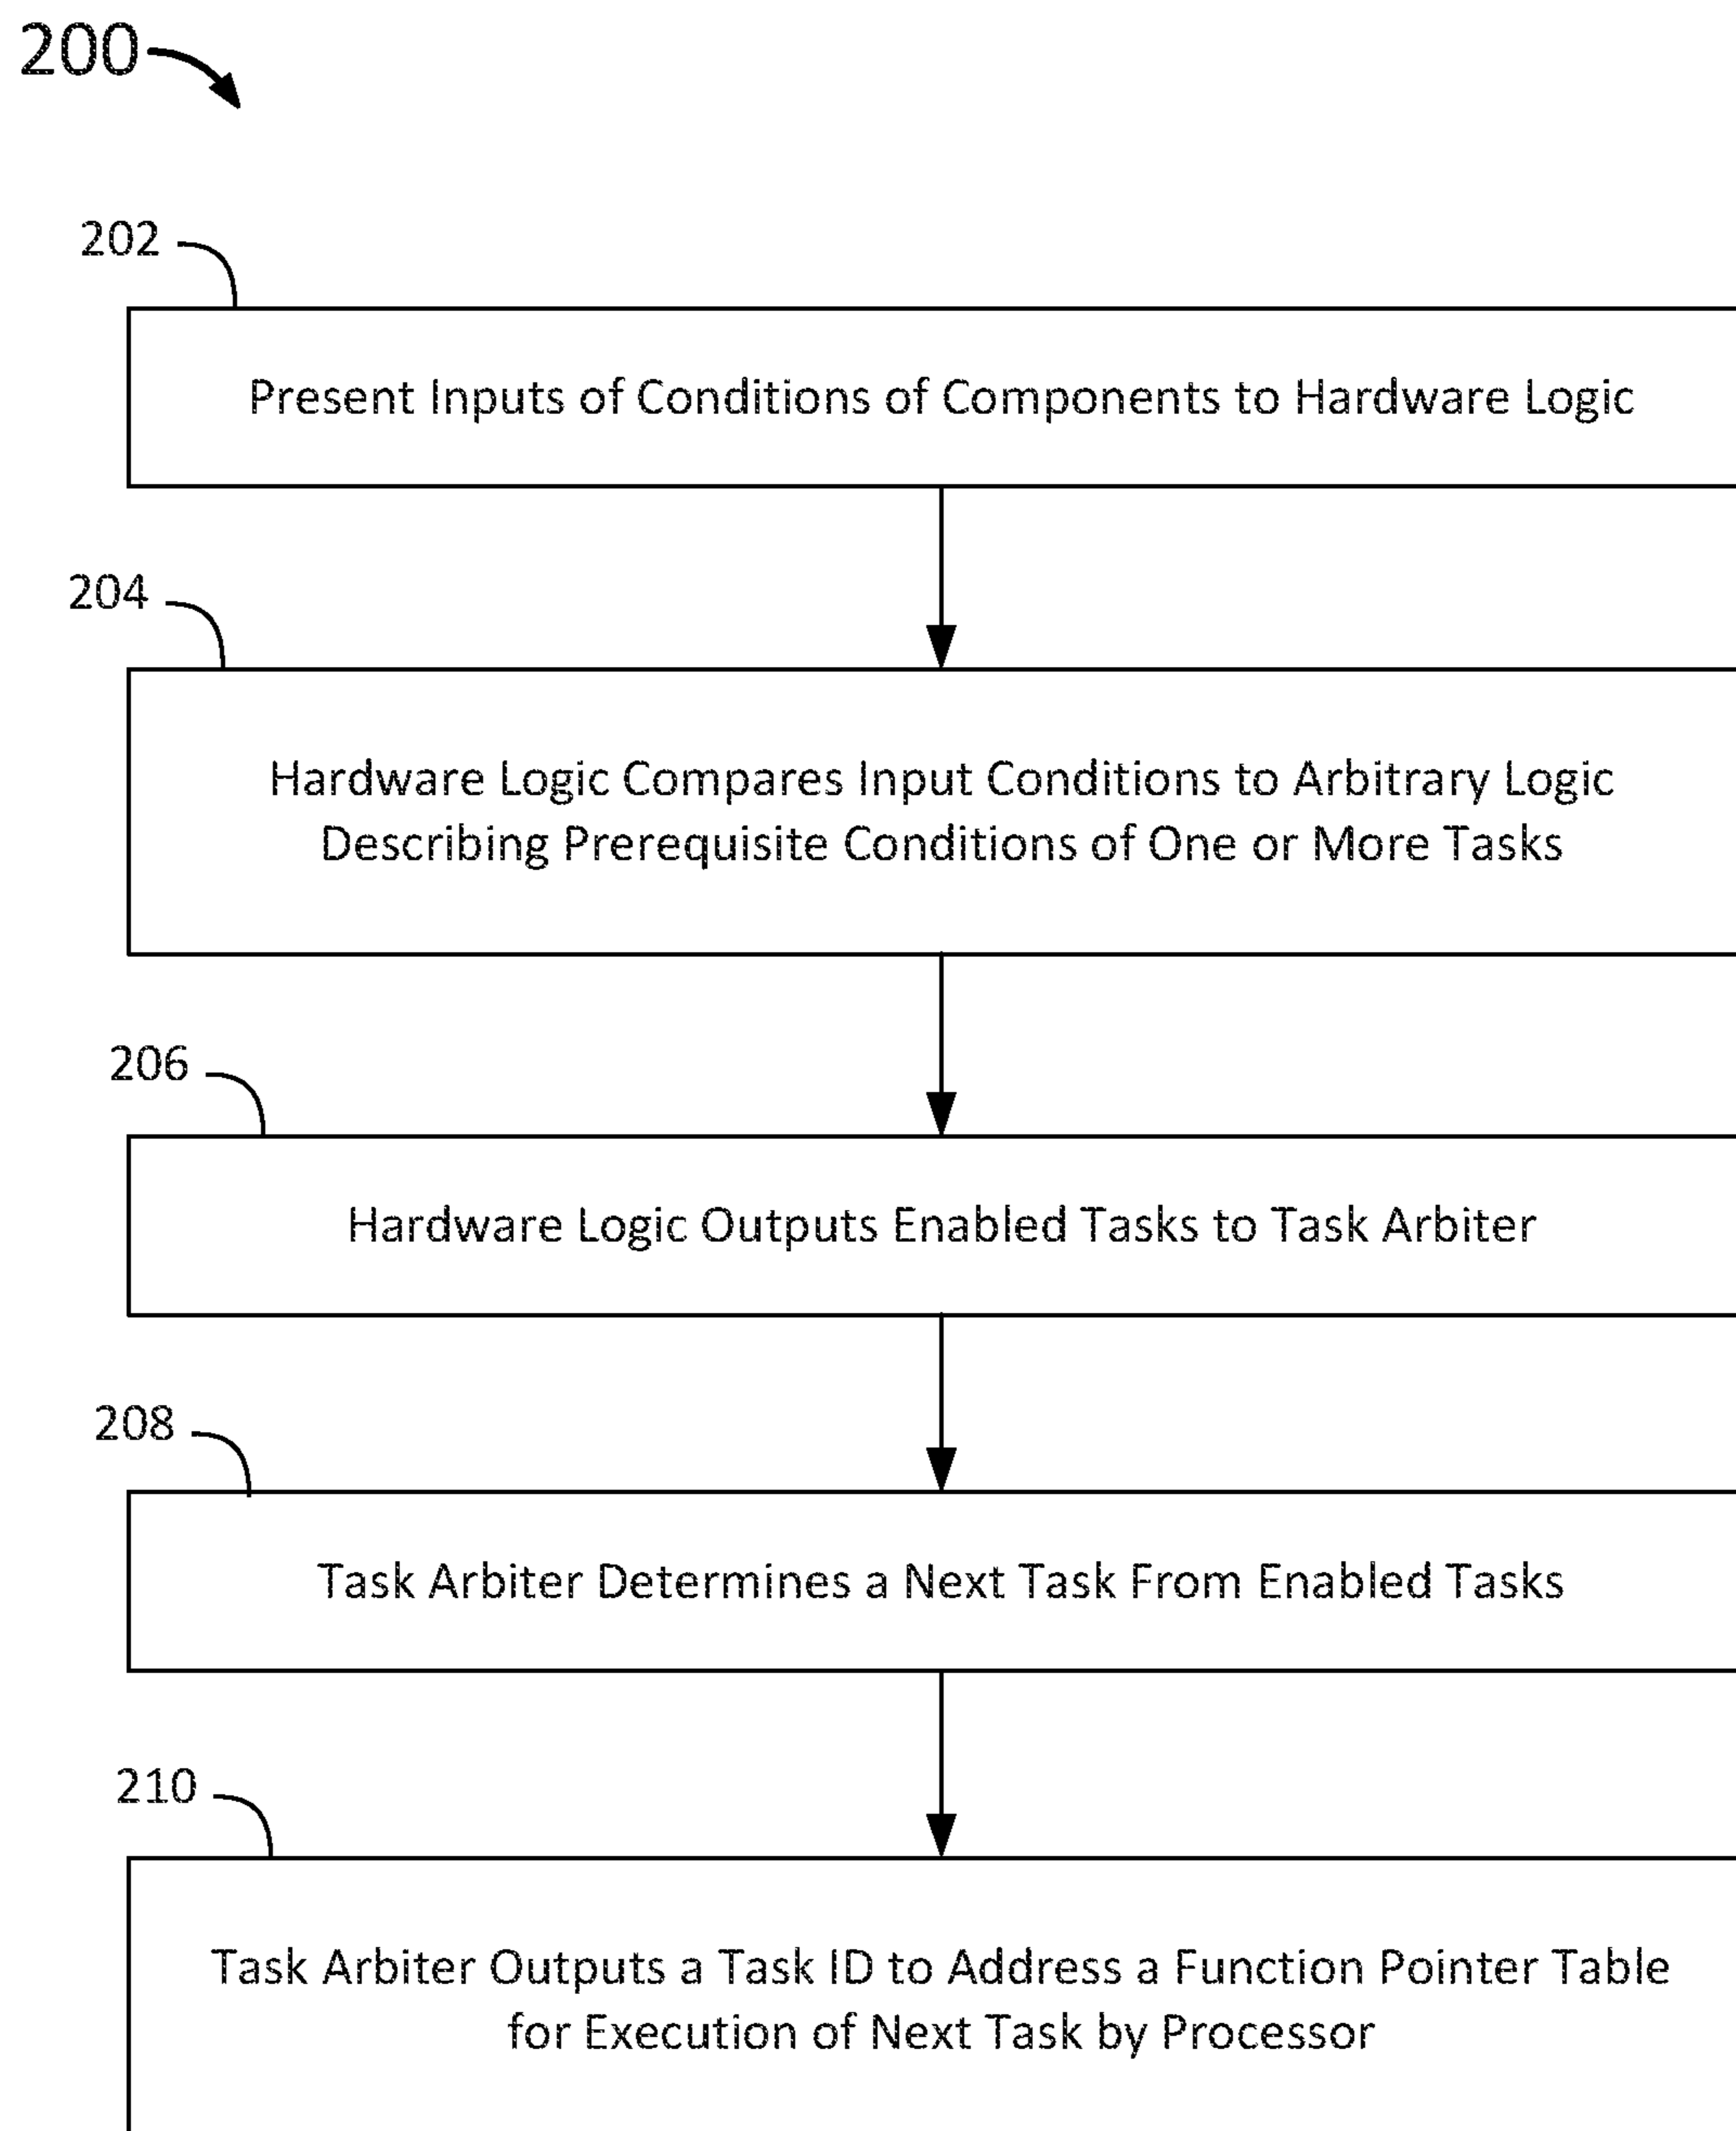 200
202
Present Inputs of Conditions of Components to Hardware Logic
204
Hardware Logic Compares Input Conditions to Arbitrary Logic
Describing Prerequisite Conditions of One or More Tasks
206
Hardware Logic Outputs Enabled Tasks to Task Arbiter
208
Task Arbiter Determines a Next Task From Enabled Tasks
210
Task Arbiter Outputs a Task ID to Address a Function Pointer Table
for Execution of Next Task by Processor